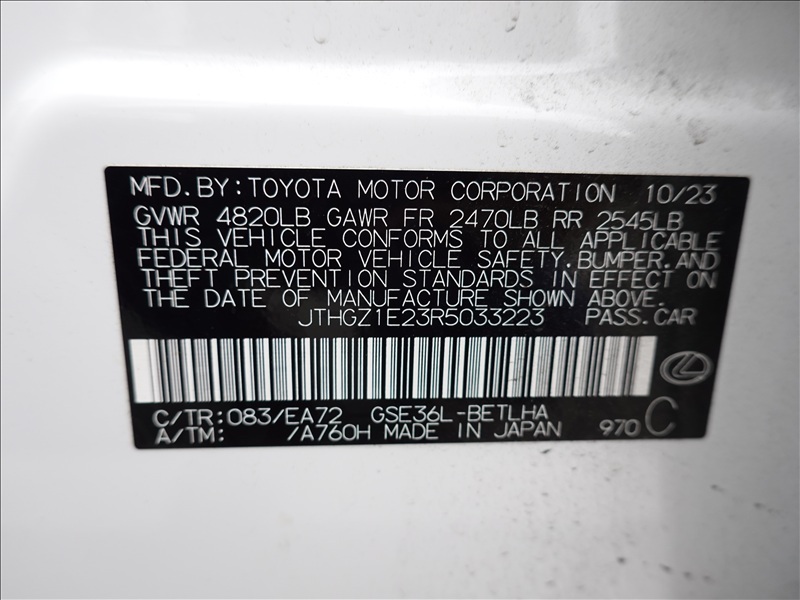 MFD.BY:TOYOTA MOTOR CORPORATION 10/23
GVWR 4820LB GAWR FR 2470LB RR 2545LB
THIS VEHICLE CONFORMS TO ALL APPLICABLE
FEDERAL MOTOR VEHICLE SAFETY,BUMPER,AND
THEFT PREVENTION STANDARDS IN EFFECT ON
THE DATE OF MANUFACTURE SHOWN ABOVE.
JTHGZ1E23R5033223 PASS.CAR
C/TR:083/EA72 GSE36L-BETLHA
A/TM: /A760H MADE IN JAPAN 970 C